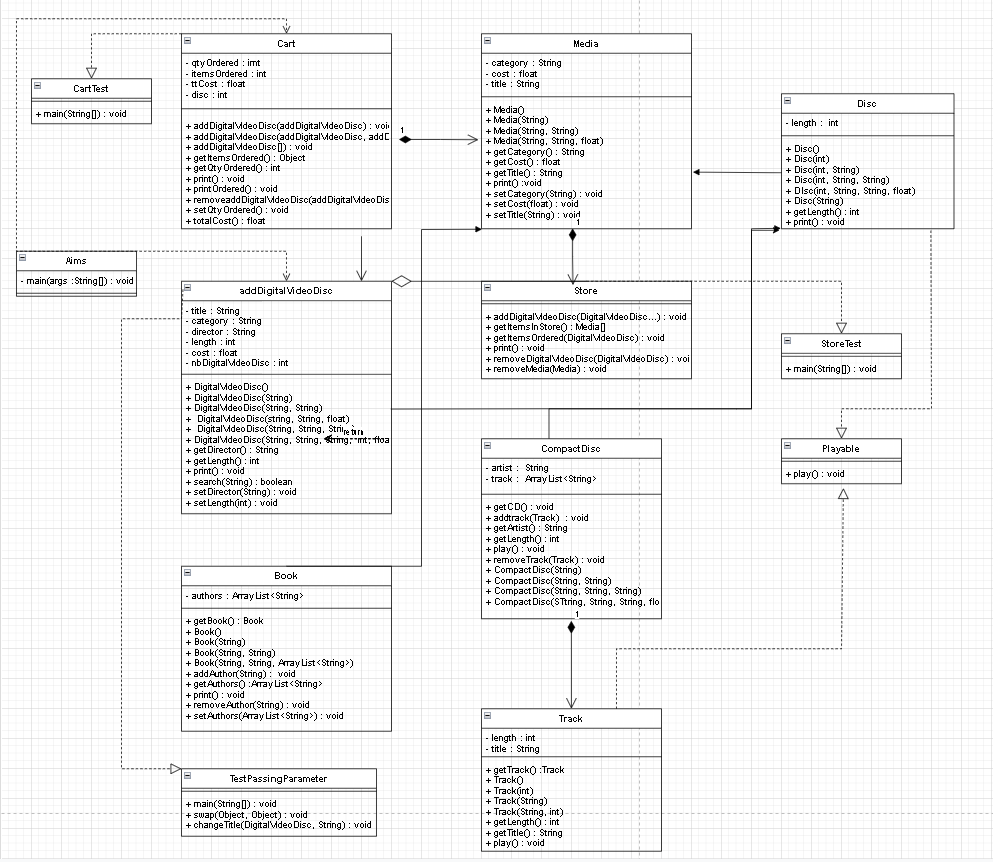 Cart
- qtyOrdered : imt
- itemsOrdered : int
- ttCost : float
- disc : int
+ addDigitalVideoDisc(addDigitalVideoDisc) : voi
+ addDigitalVideoDisc(addDigitalVideoDisc, addD
+ addDigitalVideoDisc[]) : void
+ getItemsOrdered() : Object
+ getQtyOrdered() : int
+ print() : void
+ printOrdered() : void
+ removeaddDigitalVideoDisc(addDigitalVideoDis
+ setQtyOrdered() : void
+ totalCost() : float
CartTest
+ main(String[]) : void
1
Media
- category : String
- cost : float
- title : String
+ Media()
+ Media(String)
+ Media(String, String)
+ Media(String, String, float)
+ getCategory() : String
+ getCost() : float
+ getTitle() : String
+ print() :void
+ setCategory(String) : void
+ setCost(float) : void
+ setTitle(String) : void
1
Disc
- length : int
+ Disc()
+ Disc(int)
+ Disc(int, String)
+ Disc(int, String, String)
+ DIsc(int, String, String, float)
+ Disc(String)
+ getLength() : int
+ print() : void
Aims
- main(args :String[]) : void
addDigitalVideoDisc
- title : String
- category : String
- director : String
- length : int
- cost : float
- nbDigitalVideoDisc : int
+ DigitalVideoDisc()
+ DigitalVideoDisc(String)
+ DigitalVideoDisc(String, String)
+ DigitalVideoDisc(string, String, float)
+ DigitalVideoDisc(String, String, Stri
return
+ DigitalVideoDisc(String, String, String, int, floa
+ getDirector() : String
+ getLength() : int
+ print() : void
+ search(String) : boolean
+ setDirector(String) : void
+ setLength(int) : void
Store
+ addDigitalVideoDisc(DigitalVideoDisc...) : void
+ getItemsInStore() : Media[]
+ getItemsOrdered(DigitalVideoDisc) : void
+ print() : void
+ removeDigitalVideoDisc(DigitalVideoDisc) : voi
+ removeMedia(Media) : void
StoreTest
+ main(String[]) : void
Playable
+ play() : void
CompactDisc
- artist : String
- track : ArrayList<String>
+ getCD() : void
+ addtrack(Track) : void
+ getArtist() : String
+ getLength() : int
+ play() : void
+ removeTrack(Track) : void
+ CompactDisc(String)
+ CompactDisc(String, String)
+ CompactDisc(String, String, String)
+ CompactDisc(STtring, String, String, flo
1
Book
- authors : ArrayList<String>
+ getBook() : Book
+ Book()
+ Book(String)
+ Book(String, String)
+ Book(String, String, ArrayList<String>)
+ addAuthor(String) : void
+ getAuthors() :ArrayList<String>
+ print() : void
+ removeAuthor(String) : void
+ setAuthors(ArrayList<String>) : void
Track
- length : int
- title : String
+ getTrack() :Track
+ Track()
+ Track(int)
+ Track(String)
+ Track(String, int)
+ getLength() : int
+ getTitle() : String
+ play() : void
TestPassingParameter
+ main(String[]) : void
+ swap(Object, Object) : void
+ changeTitle(DigitalVideoDisc, String) : void